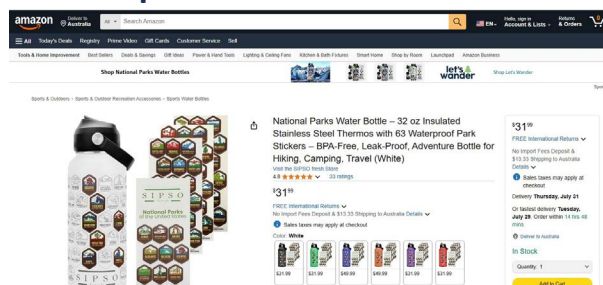 amazon
Deliver to
Australia
All
Search Amazon
EN
Hello, sign in
Account & Lists
Returns
& Orders
0
All
Today's Deals
Registry
Prime Video
Gift Cards
Customer Service
Sell
Tools & Home Improvement
Best Sellers
Deals & Savings
Gift Ideas
Power & Hand Tools
Lighting & Ceiling Fans
Kitchen & Bath Fixtures
Smart Home
Shop by Room
Launchpad
Amazon Business
Shop National Parks Water Bottles
let's
wander
Shop Let's Wander
Sports & Outdoors › Sports & Outdoor Recreation Accessories › Sports Water Bottles
National Parks Water Bottle – 32 oz Insulated
Stainless Steel Thermos with 63 Waterproof Park
Stickers – BPA-Free, Leak-Proof, Adventure Bottle for
Hiking, Camping, Travel (White)
Visit the SIPSO fresh Store
4.9
33 ratings
$31.99
FREE International Returns
No Import Fees Deposit & $13.33 Shipping to Australia Details
Sales taxes may apply at checkout
Color: White
$31.99
$31.99
$49.99
$49.99
$31.99
$31.99
SIPSO
National Parks
of the United States
SIPSO
$31.99
FREE International Returns
No Import Fees Deposit &
$13.33 Shipping to Australia
Details
Sales taxes may apply at
checkout
Delivery Thursday, July 31
Or fastest delivery Tuesday,
July 29. Order within 14 hrs 48
mins
Deliver to Australia
In Stock
Quantity: 1
Add to Cart